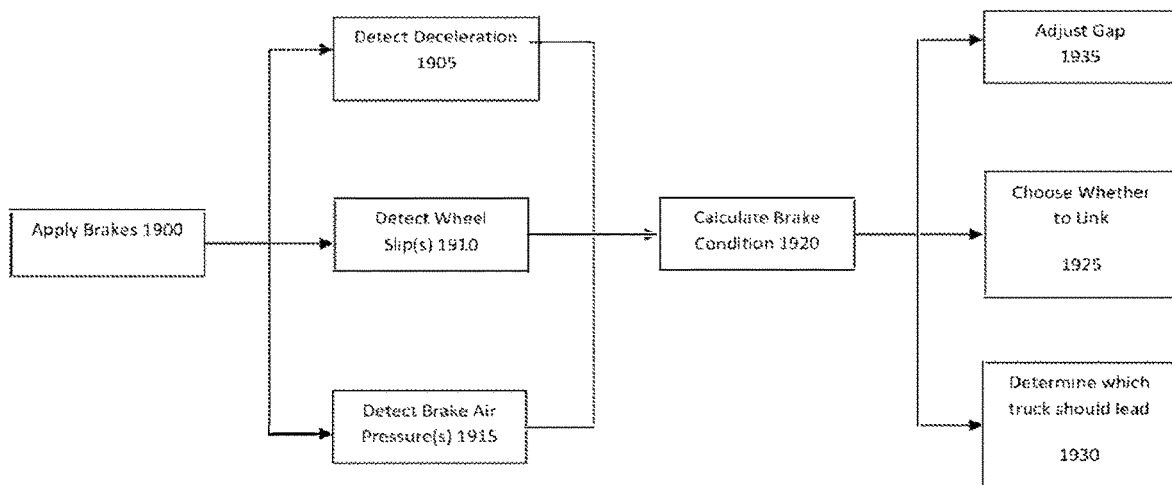 Apply Brakes 1900
Detect Deceleration
1905
Detect Wheel
Slip(s) 1910
Detect Brake Air
Pressure(s) 1915
Calculate Brake
Condition 1920
Adjust Gap
1935
Choose Whether
to Link
1925
Determine which
truck should lead
1930